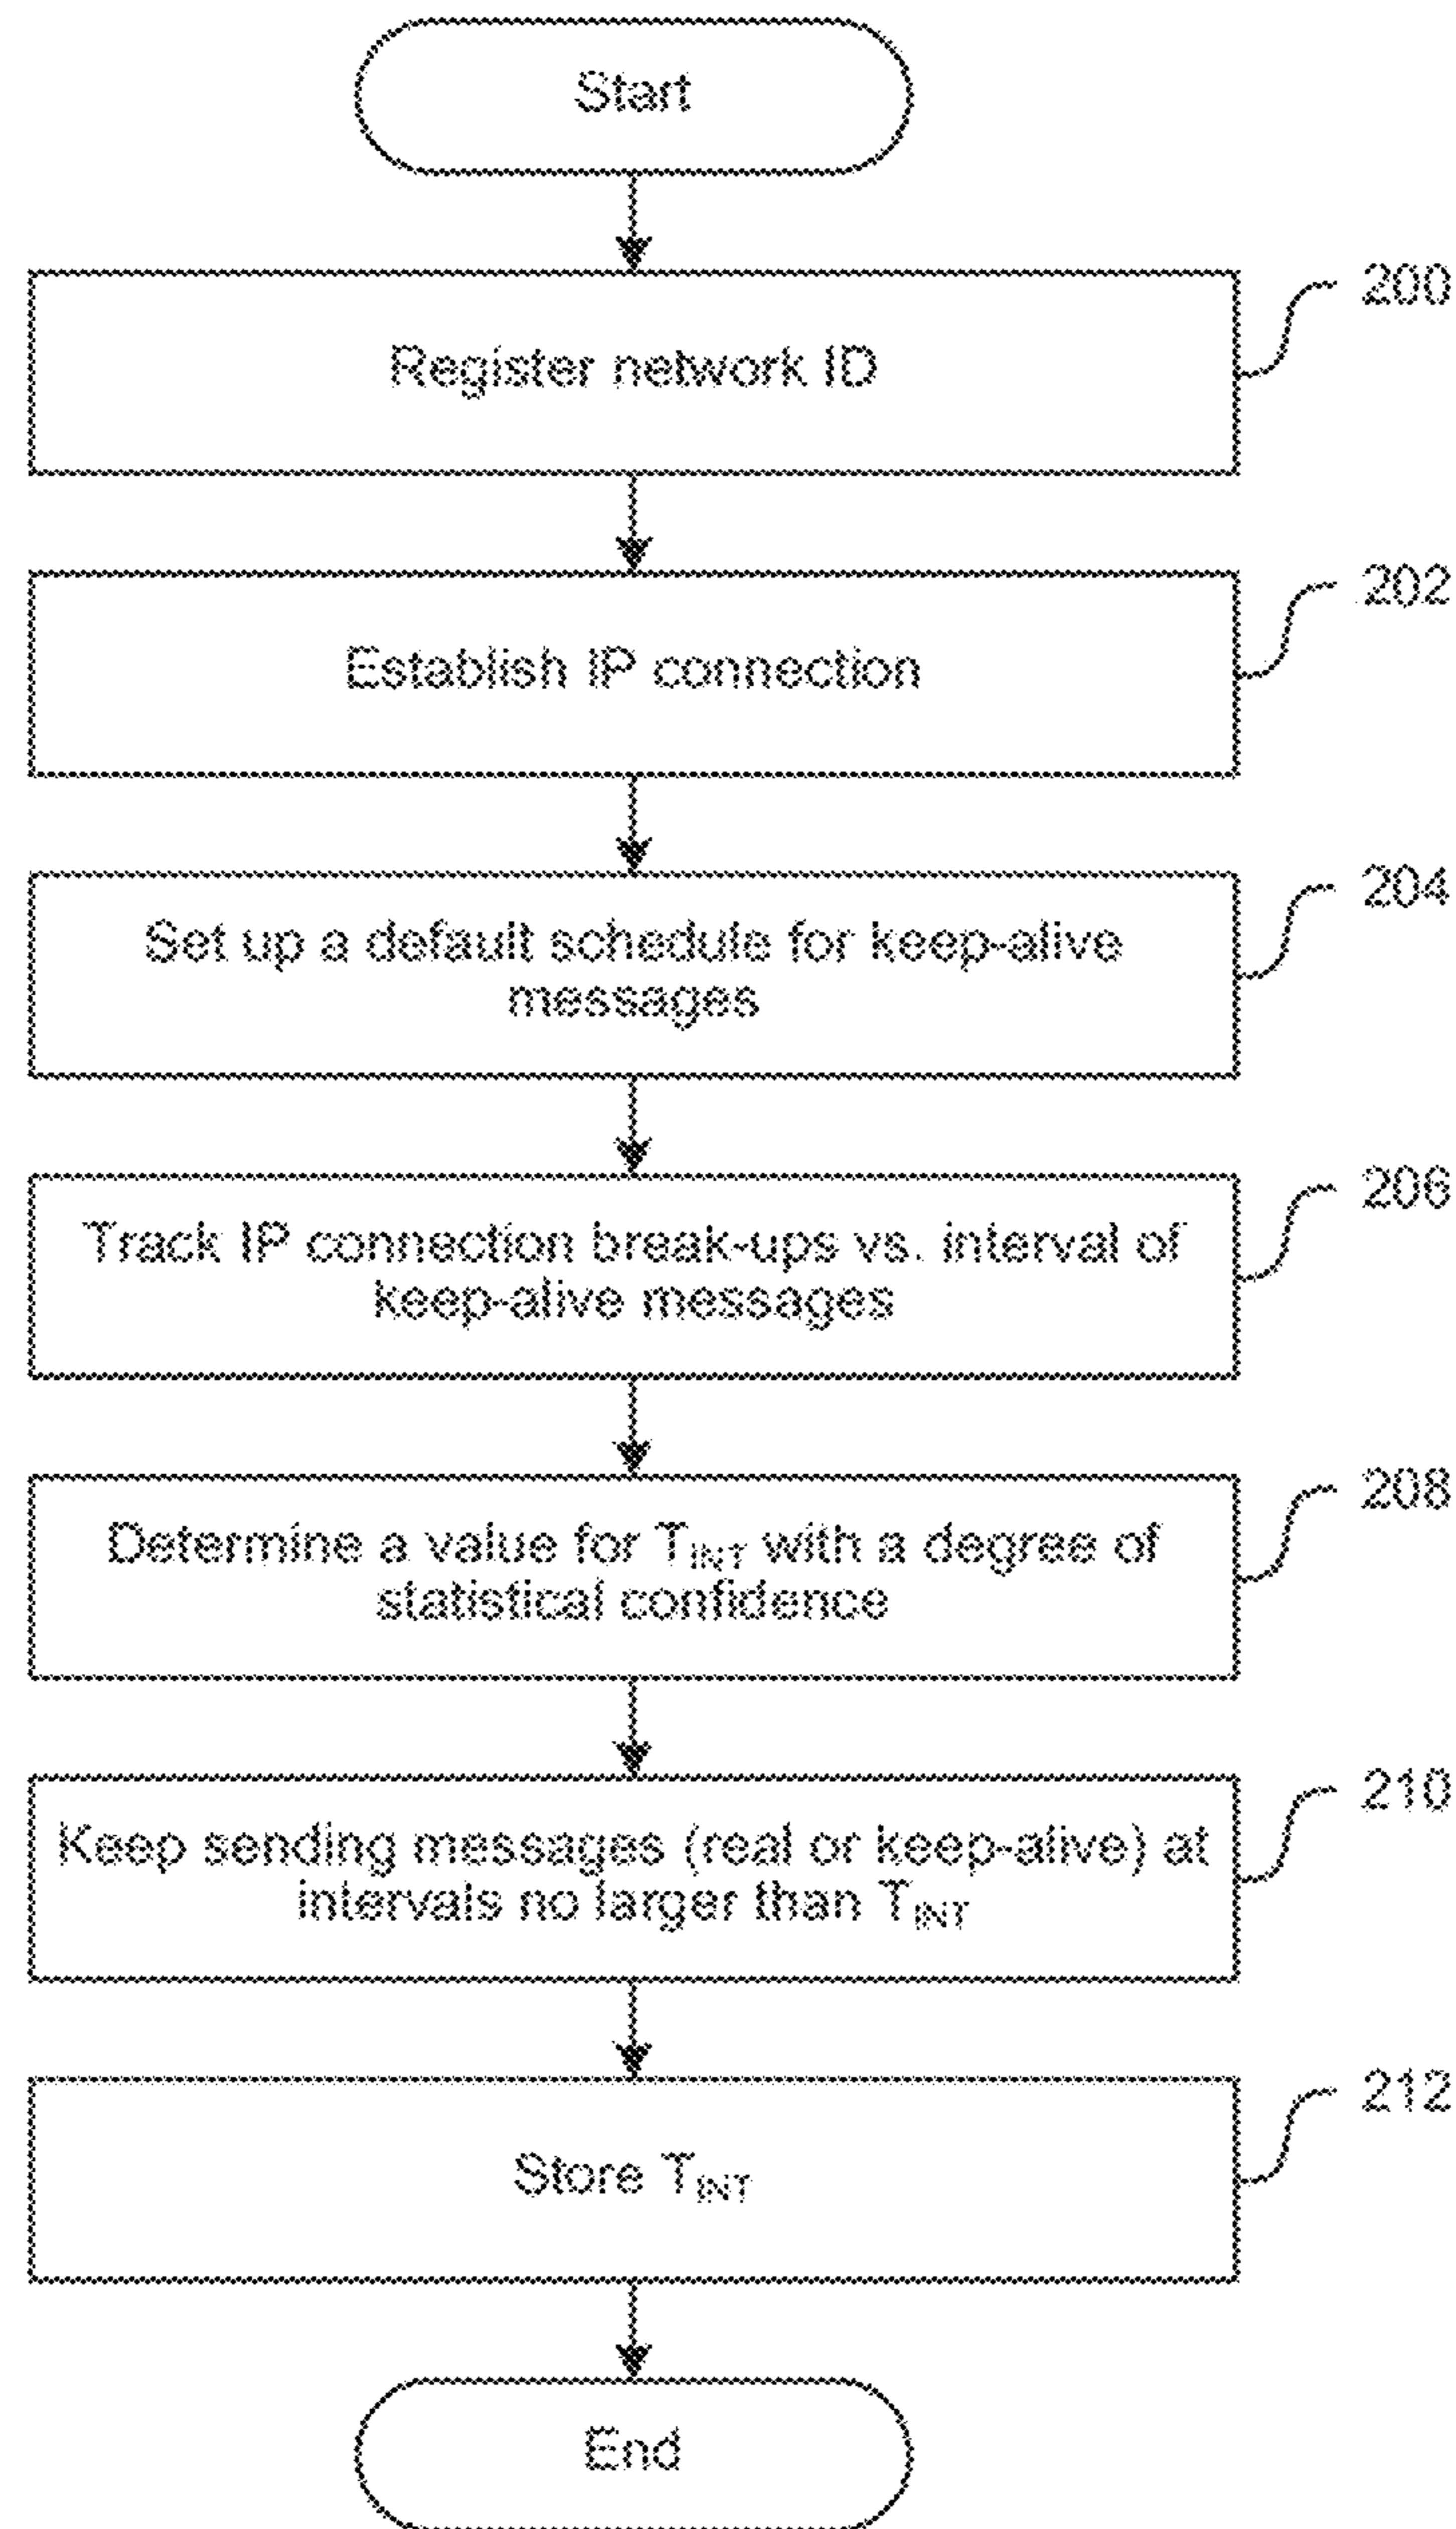 Start
200
Register network ID
202
Establish IP connection
204
Set up a default schedule for keep-alive
messages
206
Track IP connection break-ups vs. interval of
keep-alive messages
208
Determine a value for TINT with a degree of
statistical confidence
210
Keep sending messages (real or keep-alive) at
intervals no larger than TINT
212
Store TINT
End